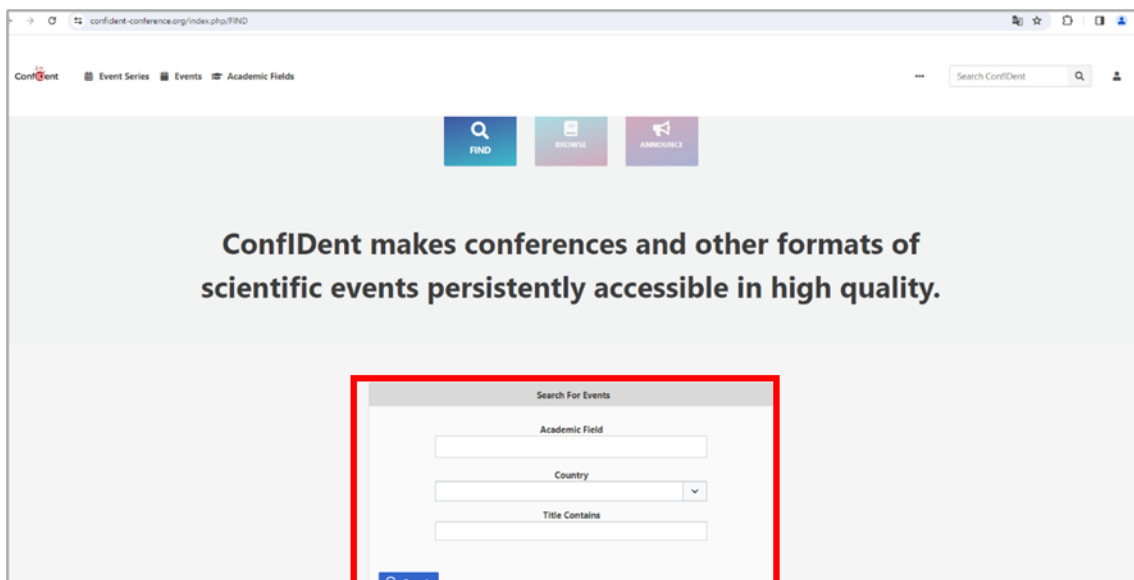 confident-conference.org/index.php/FIND
ConfIDent
Event Series Events Academic Fields
Search ConfIDent
FIND
BROWSE
ANNOUNCE
ConfIDent makes conferences and other formats of
scientific events persistently accessible in high quality.
Search For Events
Academic Field
Country
Title Contains